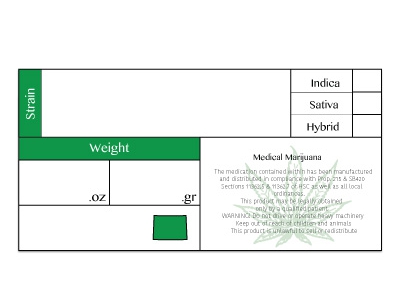 Strain
Indica
Sativa
Hybrid
Weight
.oz
.gr
Medical Marijuana
The medication contained within has been manufactured
and distributed in compliance with Prop. 215 & SB420
Sections 11362.5 & 11362.7 of HSC as well as all local
ordinances.
This product may be legally obtained
only by a qualified patient.
WARNING! Do not drive or operate heavy machinery
Keep out of reach of children and animals
This product is unlawful to sell or redistribute